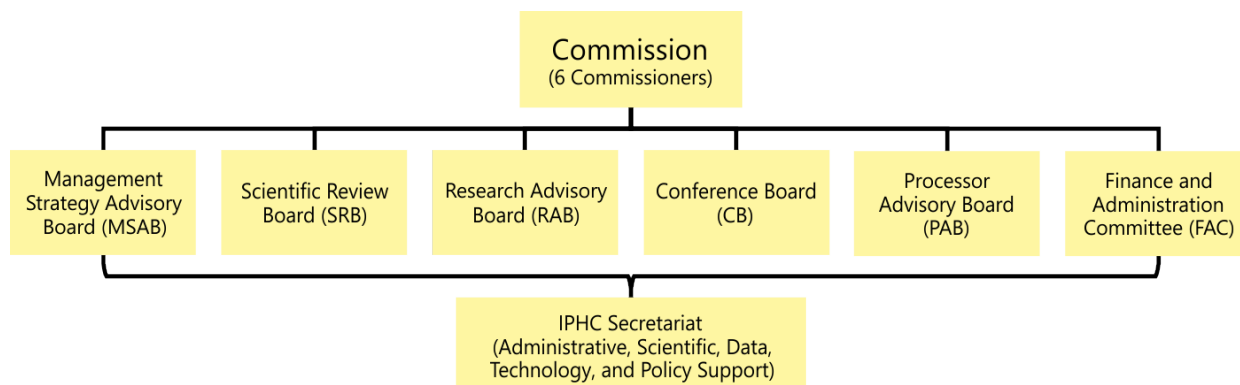 Commission
(6 Commissioners)
Management
Strategy Advisory
Board (MSAB)
Scientific Review
Board (SRB)
Research Advisory
Board (RAB)
Conference Board
(CB)
Processor
Advisory Board
(PAB)
Finance and
Administration
Committee (FAC)
IPHC Secretariat
(Administrative, Scientific, Data,
Technology, and Policy Support)